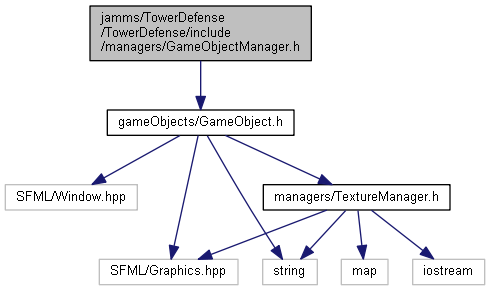 jamms/TowerDefense
/TowerDefense/include
/managers/GameObjectManager.h
gameObjects/GameObject.h
SFML/Window.hpp
managers/TextureManager.h
SFML/Graphics.hpp
string
map
iostream